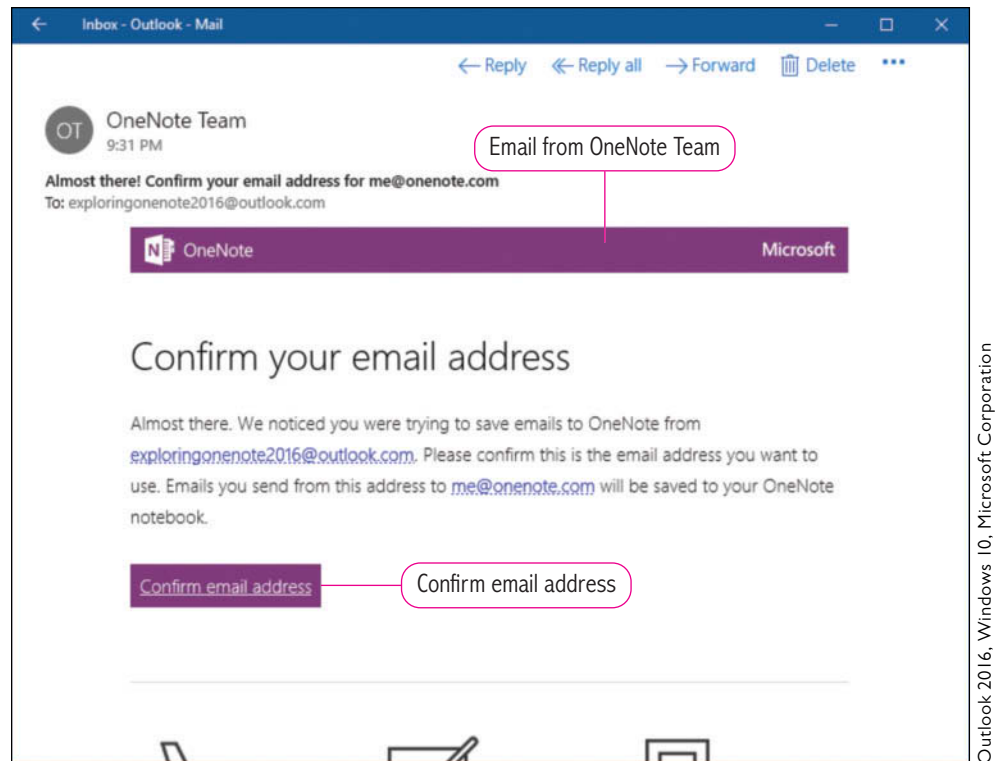 Inbox - Outlook - Mail
Reply Reply all Forward Delete
OT
OneNote Team
9:31 PM
Email from OneNote Team
Almost there! Confirm your email address for me@onenote.com
To: exploringonenote2016@outlook.com
N OneNote Microsoft
Confirm your email address
Almost there. We noticed you were trying to save emails to OneNote from
exploringonenote2016@outlook.com. Please confirm this is the email address you want to
use. Emails you send from this address to me@onenote.com will be saved to your OneNote
notebook.
Confirm email address
Confirm email address
Outlook 2016, Windows 10, Microsoft Corporation